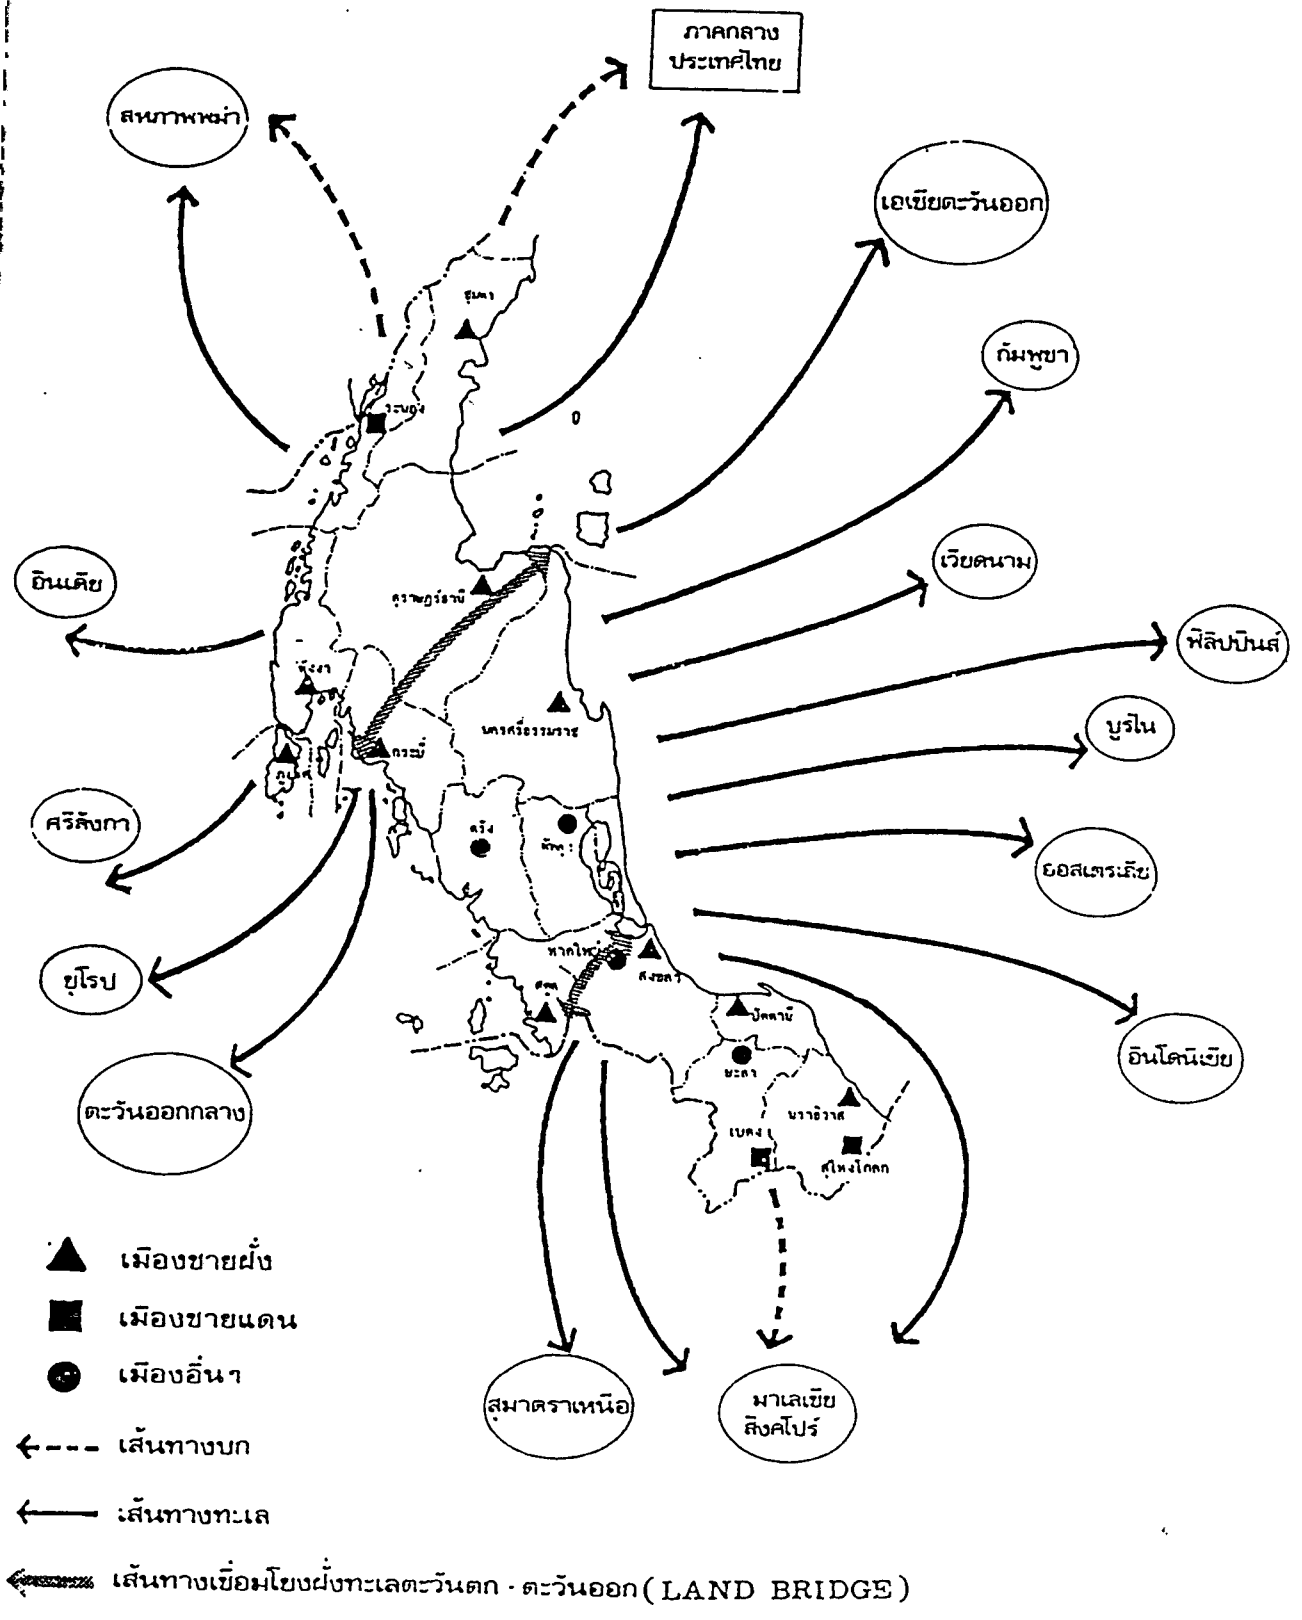 ภาคกลาง
ประเทศไทย
สหภาพพม่า
เอเชียตะวันออก
ชุมพร
กัมพูชา
ระนอง
เวียดนาม
อินเดีย
สุราษฎร์ธานี
ฟิลิปปินส์
พังงา
บูรไน
นครศรีธรรมราช
กระบี่
ภูเก็ต
ศรีลังกา
ตรัง
พัทลุง
ออสเตรเลีย
หาดใหญ่
สงขลา
ยุโรป
สตูล
ปัตตานี
อินโดนิเซีย
ยะลา
ตะวันออกกลาง
นราธิวาส
เบตง
สุไหงโกลก
เมืองชายฝั่ง
เมืองชายแดน
เมืองอื่นๆ
สุมาตราเหนือ
มาเลเซีย
สิงคโปร์
เส้นทางบก
เส้นทางทะเล
เส้นทางเชื่อมโยงฝั่งทะเลตะวันตก - ตะวันออก (LAND BRIDGE)